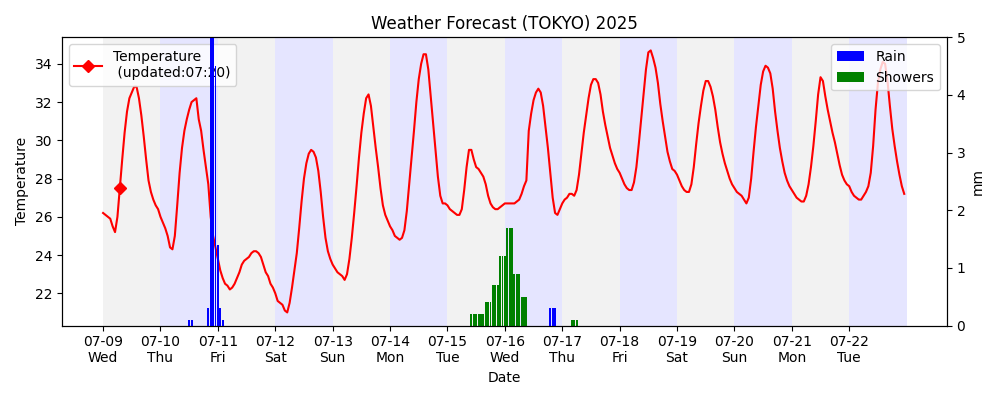 Weather Forecast (TOKYO) 2025
Temperature
(updated:07:20)
Rain
Showers
Temperature
34
32
30
28
26
24
22
5
4
3
2
1
0
mm
07-09 07-10 07-11 07-12 07-13 07-14 07-15 07-16 07-17 07-18 07-19 07-20 07-21 07-22
Wed Thu Fri Sat Sun Mon Tue Wed Thu Fri Sat Sun Mon Tue
Date